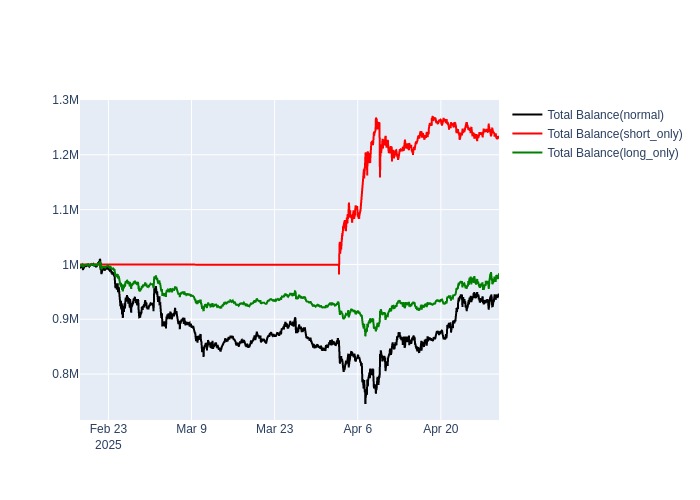 1.3M
1.2M
1.1M
1M
0.9M
0.8M
Feb 23
2025
Mar 9
Mar 23
Apr 6
Apr 20
Total Balance(normal)
Total Balance(short_only)
Total Balance(long_only)